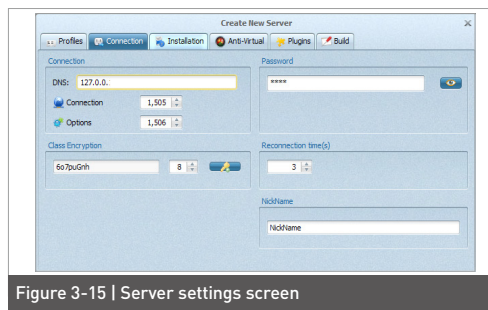 Create New Server
Profiles Connection Installation Anti-Virtual Plugins Build
Connection
DNS: 127.0.0.
Connection 1,505
Options 1,506
Password
****
Class Encryption
6o7puGnh 8
Reconnection time(s)
3
NickName
NickName
Figure 3-15 | Server settings screen